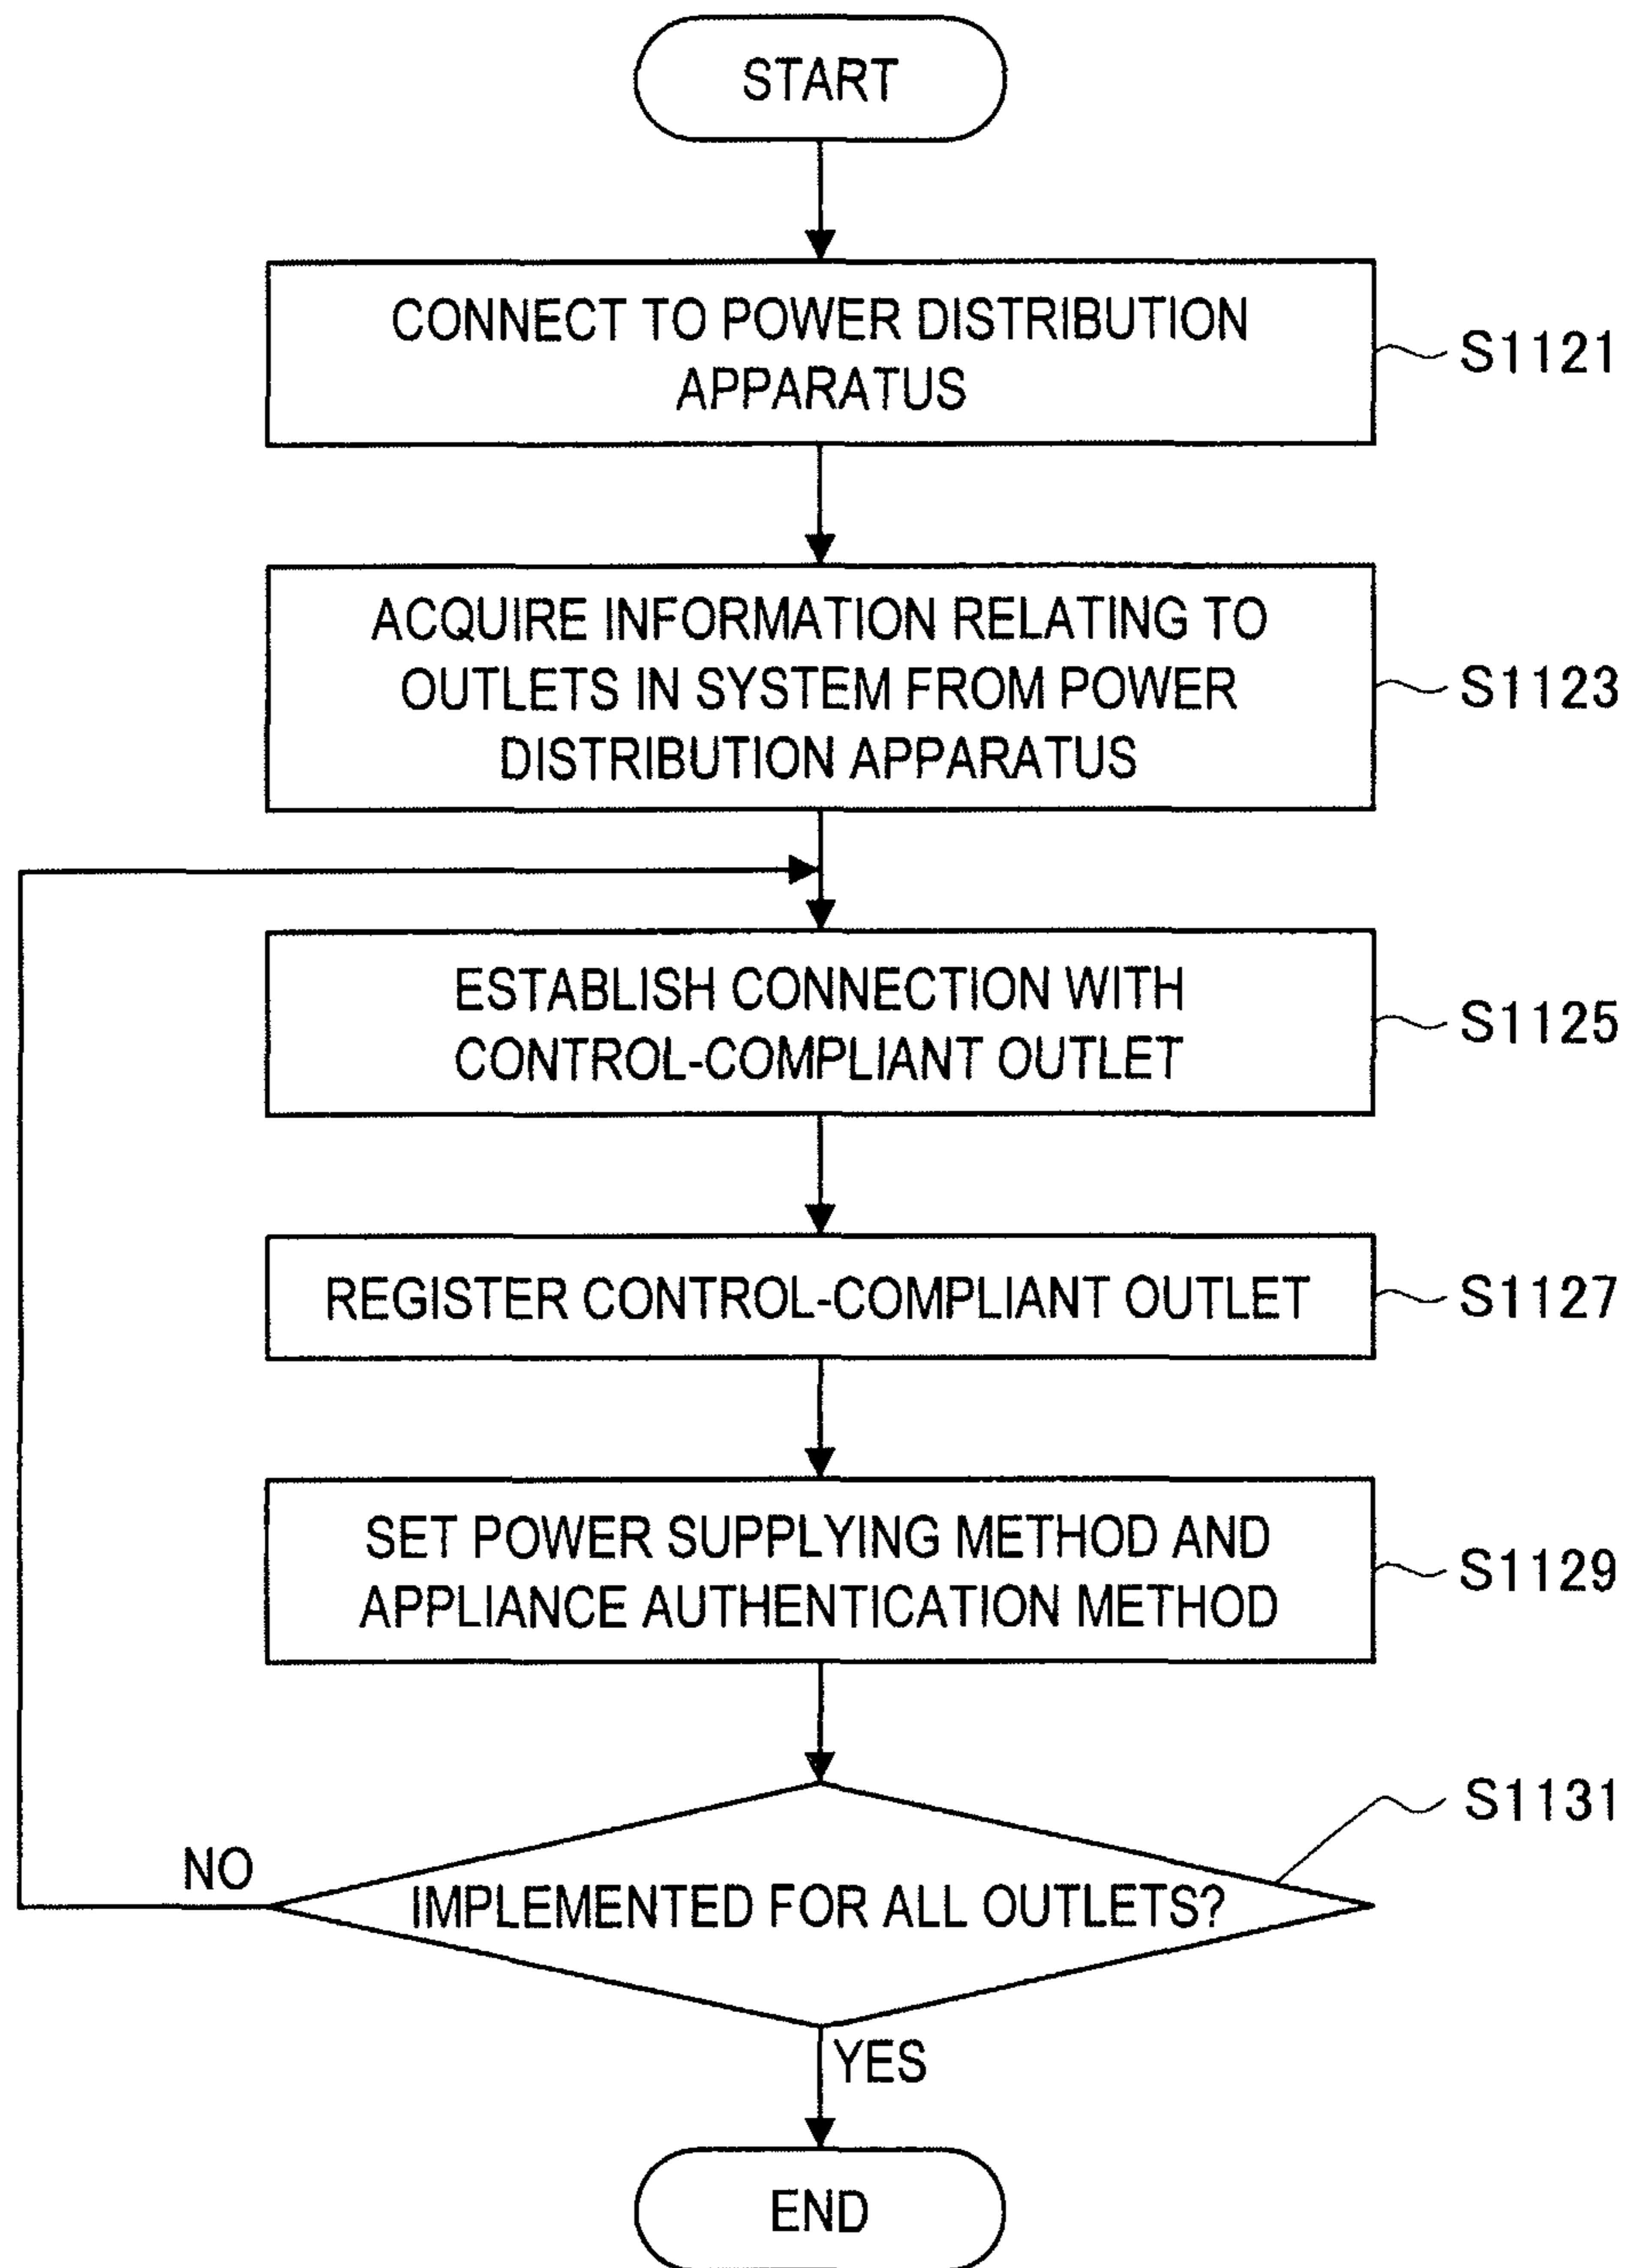 START
CONNECT TO POWER DISTRIBUTION
APPARATUS
S1121
ACQUIRE INFORMATION RELATING TO
OUTLETS IN SYSTEM FROM POWER
DISTRIBUTION APPARATUS
S1123
ESTABLISH CONNECTION WITH
CONTROL-COMPLIANT OUTLET
S1125
REGISTER CONTROL-COMPLIANT OUTLET
S1127
SET POWER SUPPLYING METHOD AND
APPLIANCE AUTHENTICATION METHOD
S1129
S1131
NO
IMPLEMENTED FOR ALL OUTLETS?
YES
END